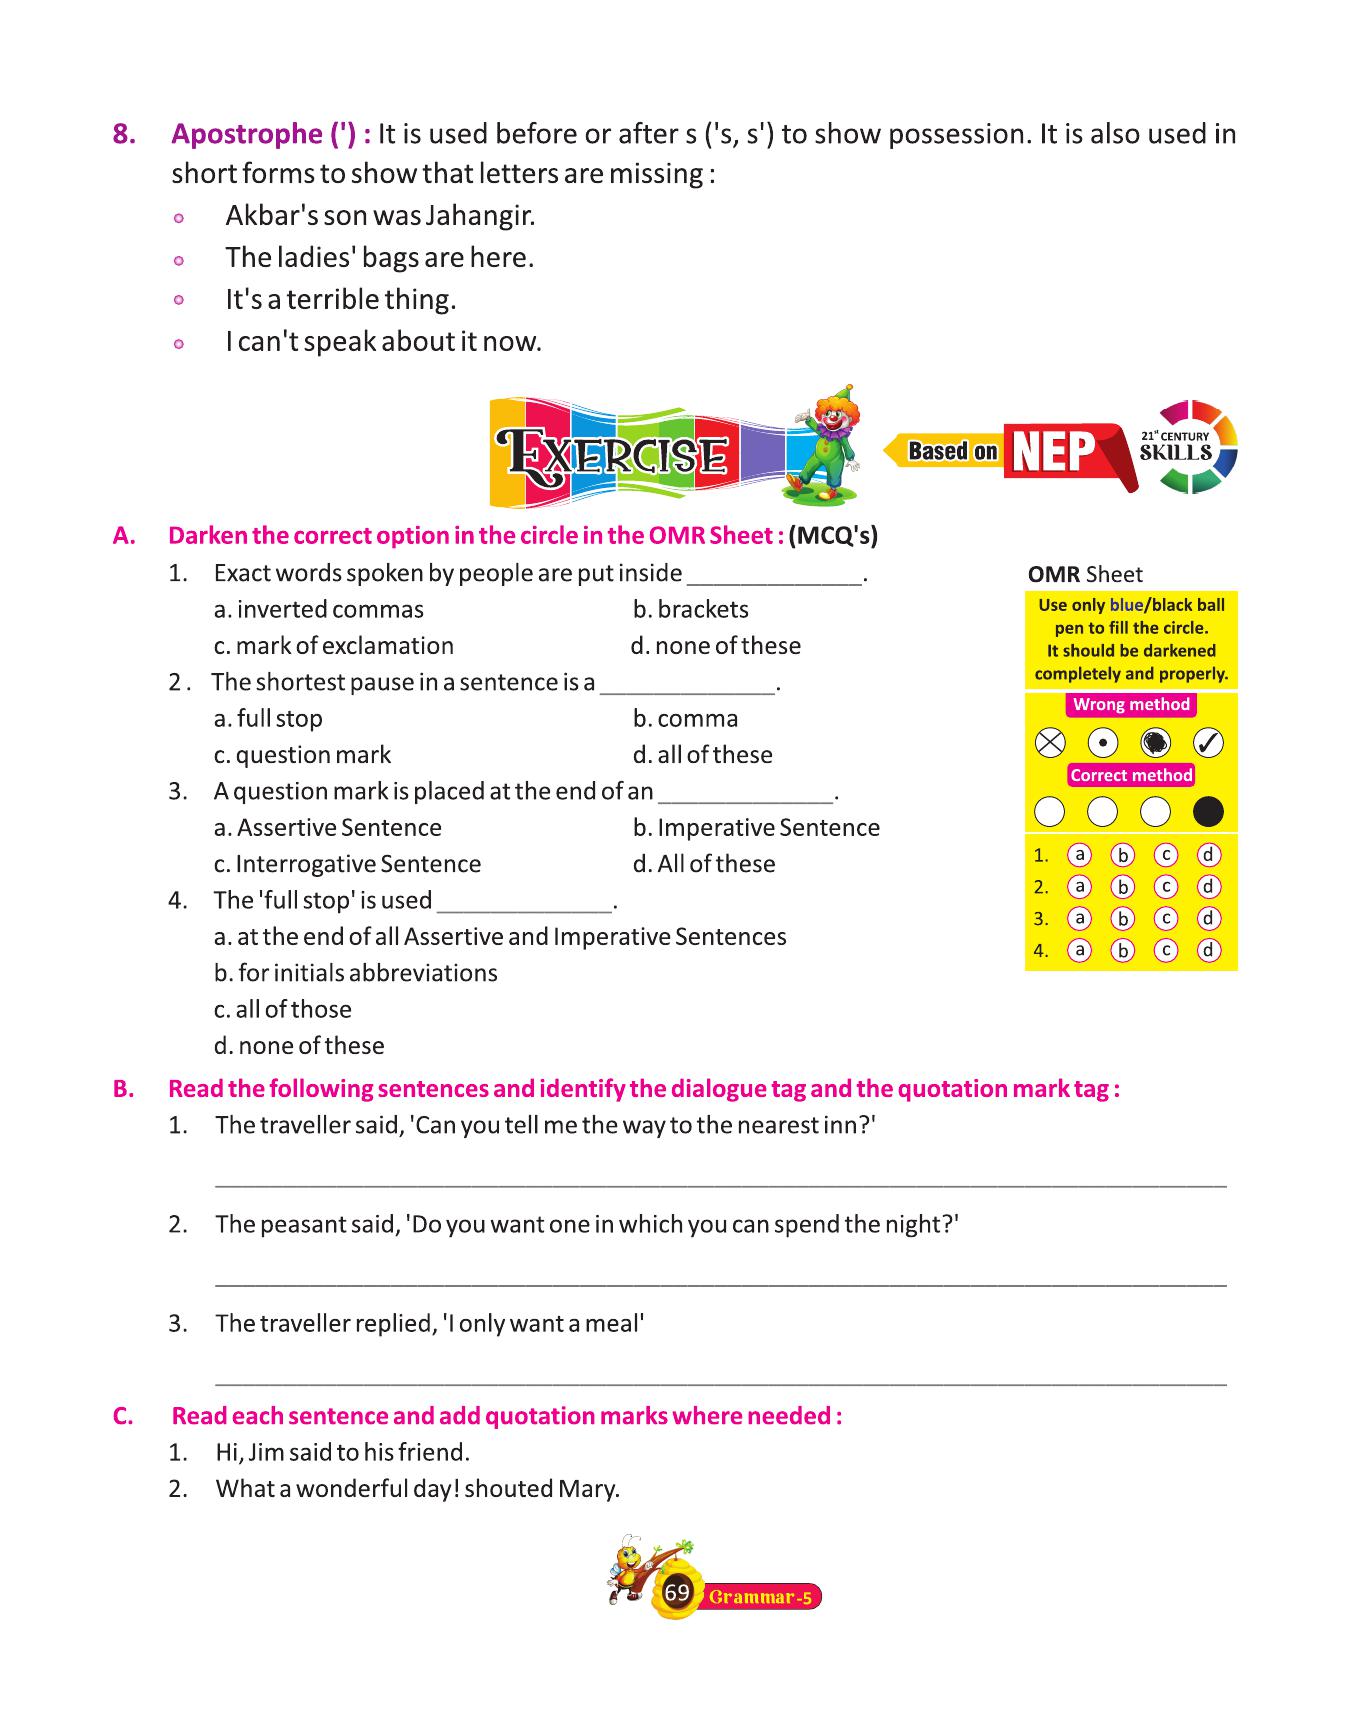 8. Apostrophe (') : It is used before or after s ('s, s') to show possession. It is also used in
short forms to show that letters are missing :
Akbar's son was Jahangir.
The ladies' bags are here.
It's a terrible thing.
I can't speak about it now.
EXERCISE
Based on NEP
21st CENTURY
SKILLS
A. Darken the correct option in the circle in the OMR Sheet : (MCQ's)
1. Exact words spoken by people are put inside _____________.
a. inverted commas b. brackets
c. mark of exclamation d. none of these
2 . The shortest pause in a sentence is a _____________.
a. full stop b. comma
c. question mark d. all of these
3. A question mark is placed at the end of an _____________.
a. Assertive Sentence b. Imperative Sentence
c. Interrogative Sentence d. All of these
4. The 'full stop' is used _____________.
a. at the end of all Assertive and Imperative Sentences
b. for initials abbreviations
c. all of those
d. none of these
OMR Sheet
Use only blue/black ball
pen to fill the circle.
It should be darkened
completely and properly.
Wrong method
Correct method
1. a b c d
2. a b c d
3. a b c d
4. a b c d
B. Read the following sentences and identify the dialogue tag and the quotation mark tag :
1. The traveller said, 'Can you tell me the way to the nearest inn?'
2. The peasant said, 'Do you want one in which you can spend the night?'
3. The traveller replied, 'I only want a meal'
C. Read each sentence and add quotation marks where needed :
1. Hi, Jim said to his friend.
2. What a wonderful day! shouted Mary.
69 Grammar-5